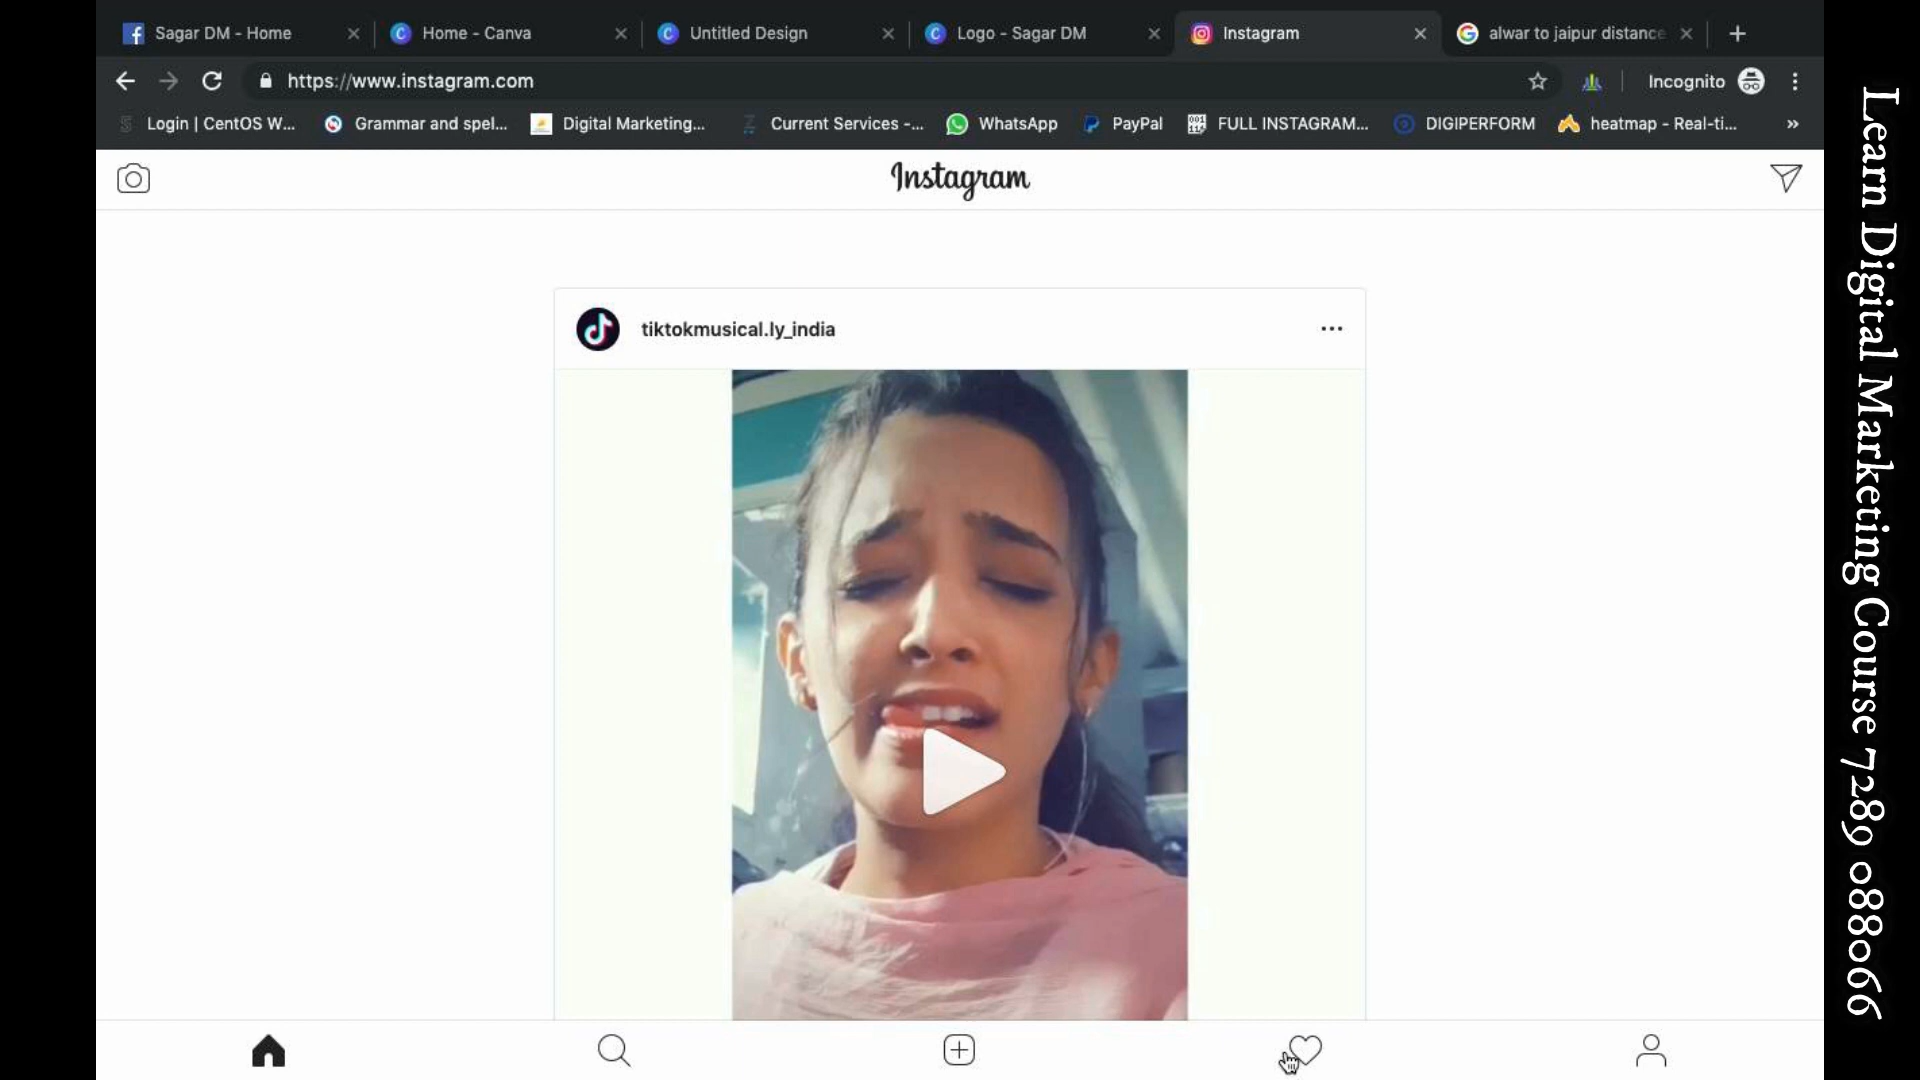 Sagar DM - Home
Home - Canva
Untitled Design
Logo - Sagar DM
Instagram
alwar to jaipur distance
https://www.instagram.com
Incognito
Login | CentOS W...
Grammar and spel...
Digital Marketing...
Current Services -...
WhatsApp
PayPal
FULL INSTAGRAM...
DIGIPERFORM
heatmap - Real-ti...
»
Instagram
tiktokmusical.ly_india
Learn Digital Marketing Course 7289 088066